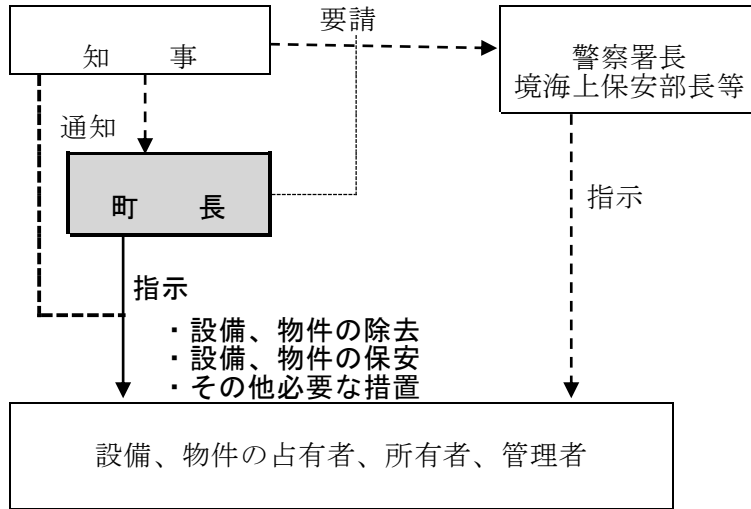 要請
知　　事
警察署長
境海上保安部長等
通知
町　　長
指示
指示
・設備、物件の除去
・設備、物件の保安
・その他必要な措置
設備、物件の占有者、所有者、管理者